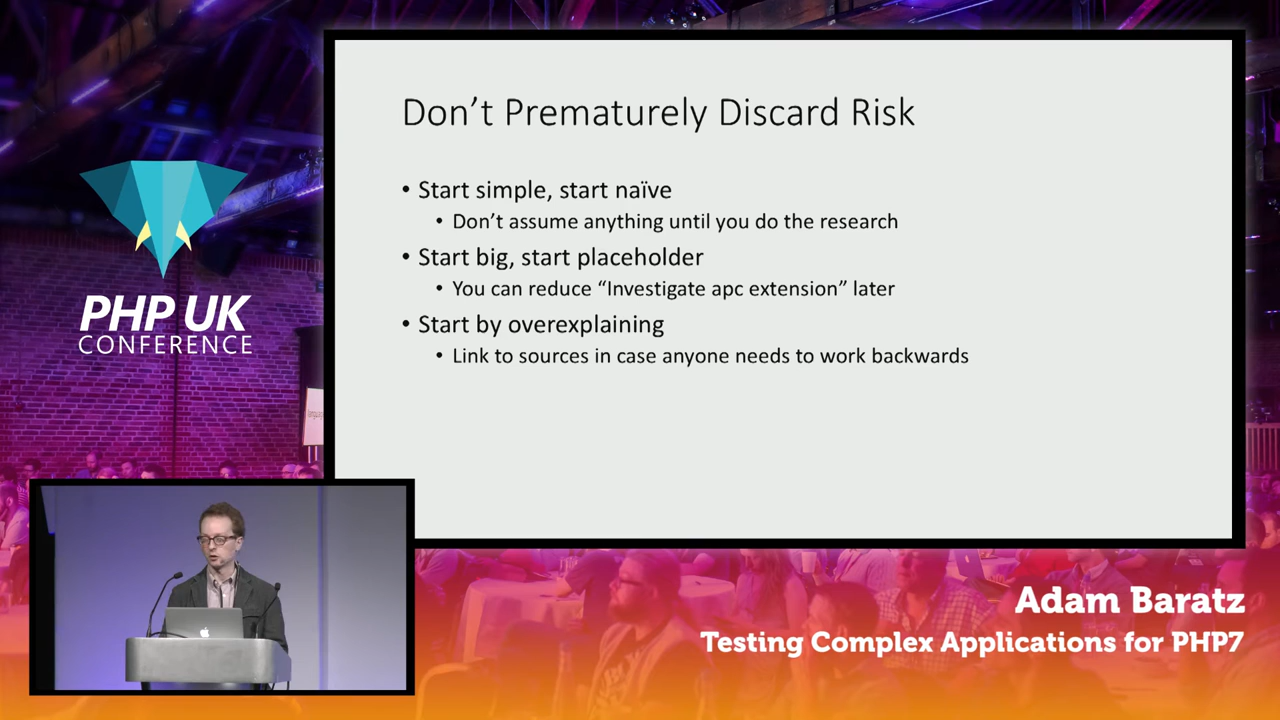 Don't Prematurely Discard Risk
• Start simple, start naïve
• Don't assume anything until you do the research
• Start big, start placeholder
• You can reduce “Investigate apc extension” later
• Start by overexplaining
• Link to sources in case anyone needs to work backwards
PHP UK
CONFERENCE
Adam Baratz
Testing Complex Applications for PHP7